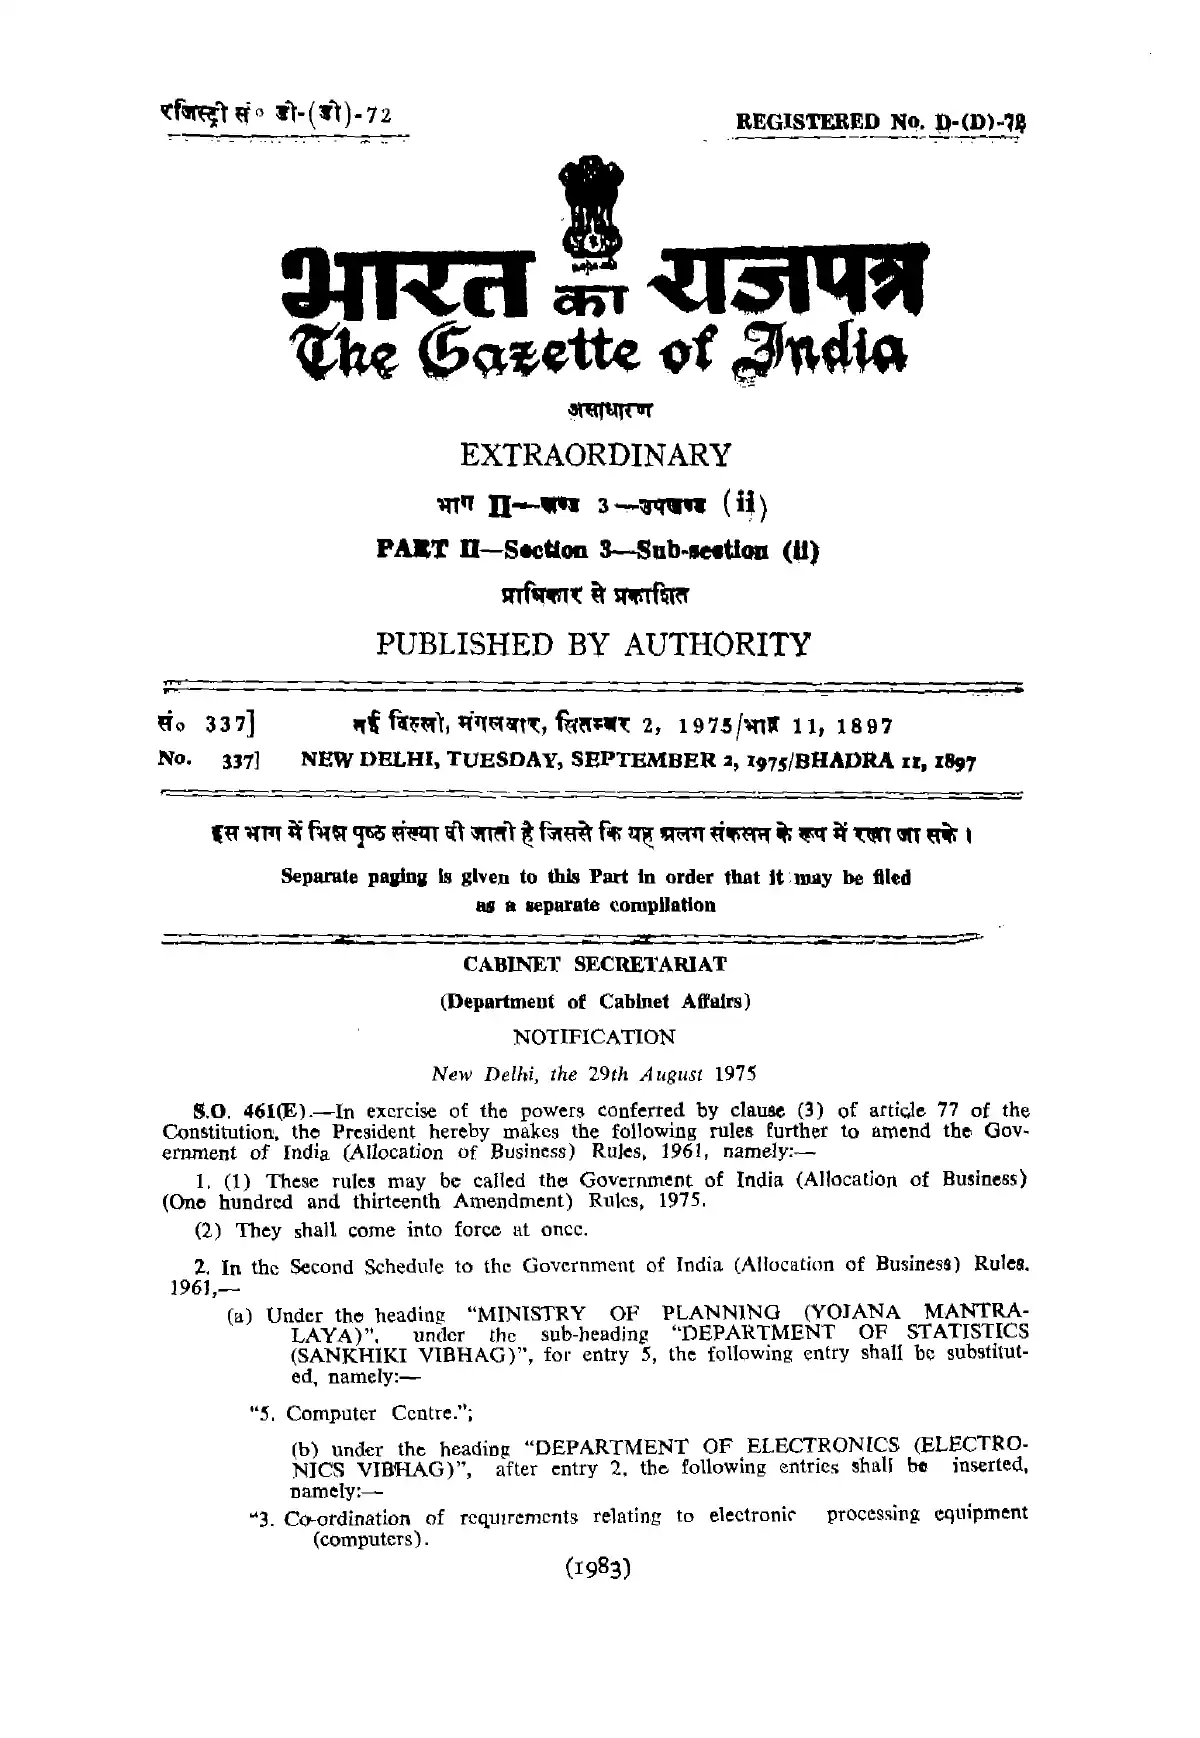 रजिस्ट्री सं० डी-(डी)-72
REGISTERED No. D-(D)-72
भारत का राजपत्र
The Gazette of India
असाधारण
EXTRAORDINARY
भाग II—खण्ड 3—उपखण्ड (ii)
PART II—Section 3—Sub-section (ii)
प्राधिकार से प्रकाशित
PUBLISHED BY AUTHORITY
सं० 337] नई दिल्ली, मंगलवार, सितम्बर 2, 1975/भाद्र 11, 1897
No. 337] NEW DELHI, TUESDAY, SEPTEMBER 2, 1975/BHADRA 11, 1897
इस भाग में भिन्न पृष्ठ संख्या दी जाती है जिससे कि यह अलग संकलन के रूप में रखा जा सके ।
Separate paging is given to this Part in order that it may be filed
as a separate compilation
CABINET SECRETARIAT
(Department of Cabinet Affairs)
NOTIFICATION
New Delhi, the 29th August 1975
S.O. 461(E).—In exercise of the powers conferred by clause (3) of article 77 of the
Constitution, the President hereby makes the following rules further to amend the Gov-
ernment of India (Allocation of Business) Rules, 1961, namely:—
1. (1) These rules may be called the Government of India (Allocation of Business)
(One hundred and thirteenth Amendment) Rules, 1975.
(2) They shall come into force at once.
2. In the Second Schedule to the Government of India (Allocation of Business) Rules.
1961,—
(a) Under the heading "MINISTRY OF PLANNING (YOJANA MANTRA-
LAYA)", under the sub-heading "DEPARTMENT OF STATISTICS
(SANKHIKI VIBHAG)", for entry 5, the following entry shall be substitut-
ed, namely:—
"5. Computer Centre.";
(b) under the heading "DEPARTMENT OF ELECTRONICS (ELECTRO-
NICS VIBHAG)", after entry 2, the following entries shall be inserted,
namely:—
"3. Co-ordination of requirements relating to electronic processing equipment
(computers).
(1983)